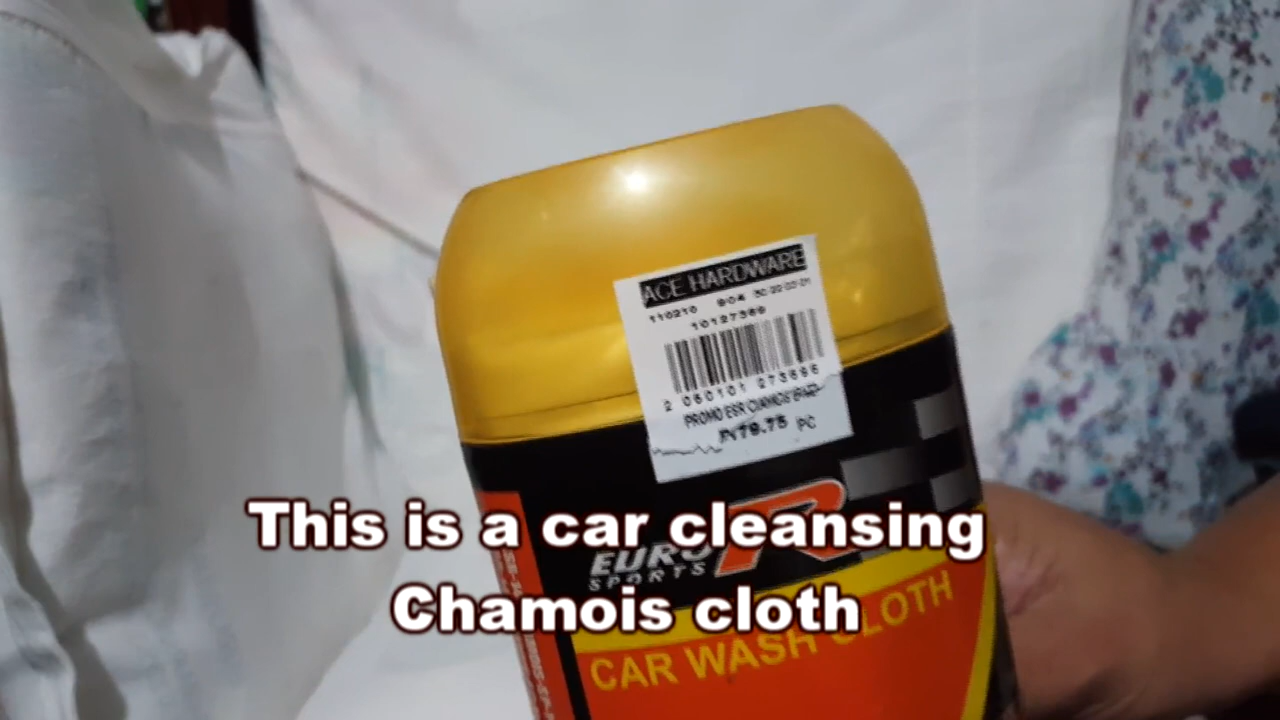 ACE HARDWARE
110210 904
10127369
2 060101 273696
PROMO ESR CHAMOIS
79.75 PC
R
EURO
SPORTS
CAR WASH CLOTH
This is a car cleansing
Chamois cloth